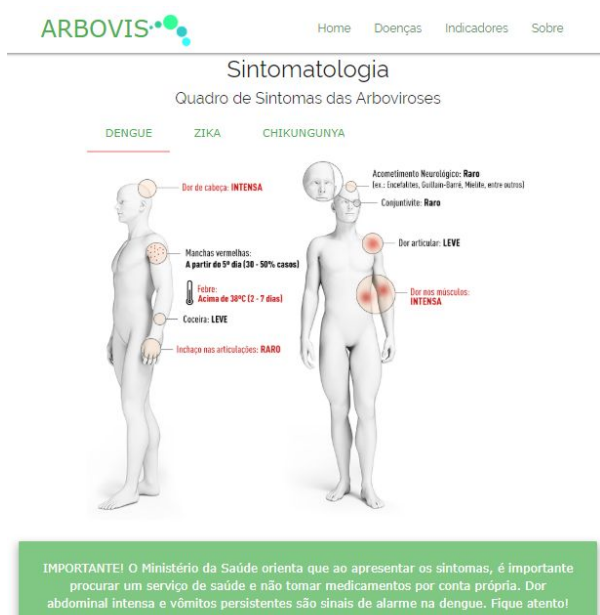 ARBOVIS
Home Doenças Indicadores Sobre
Sintomatologia
Quadro de Sintomas das Arboviroses
DENGUE ZIKA CHIKUNGUNYA
Dor de cabeça: INTENSA
Manchas vermelhas:
A partir do 5º dia (30 - 50% casos)
Febre:
Acima de 38ºC (2 - 7 dias)
Coceira: LEVE
Inchaço nas articulações: RARO
Acometimento Neurológico: Raro
(ex.: Encefalites, Guillain-Barré, Mielite, entre outros)
Conjuntivite: Raro
Dor articular: LEVE
Dor nos músculos:
INTENSA
IMPORTANTE! O Ministério da Saúde orienta que ao apresentar os sintomas, é importante
procurar um serviço de saúde e não tomar medicamentos por conta própria. Dor
abdominal intensa e vômitos persistentes são sinais de alarme na dengue. Fique atento!